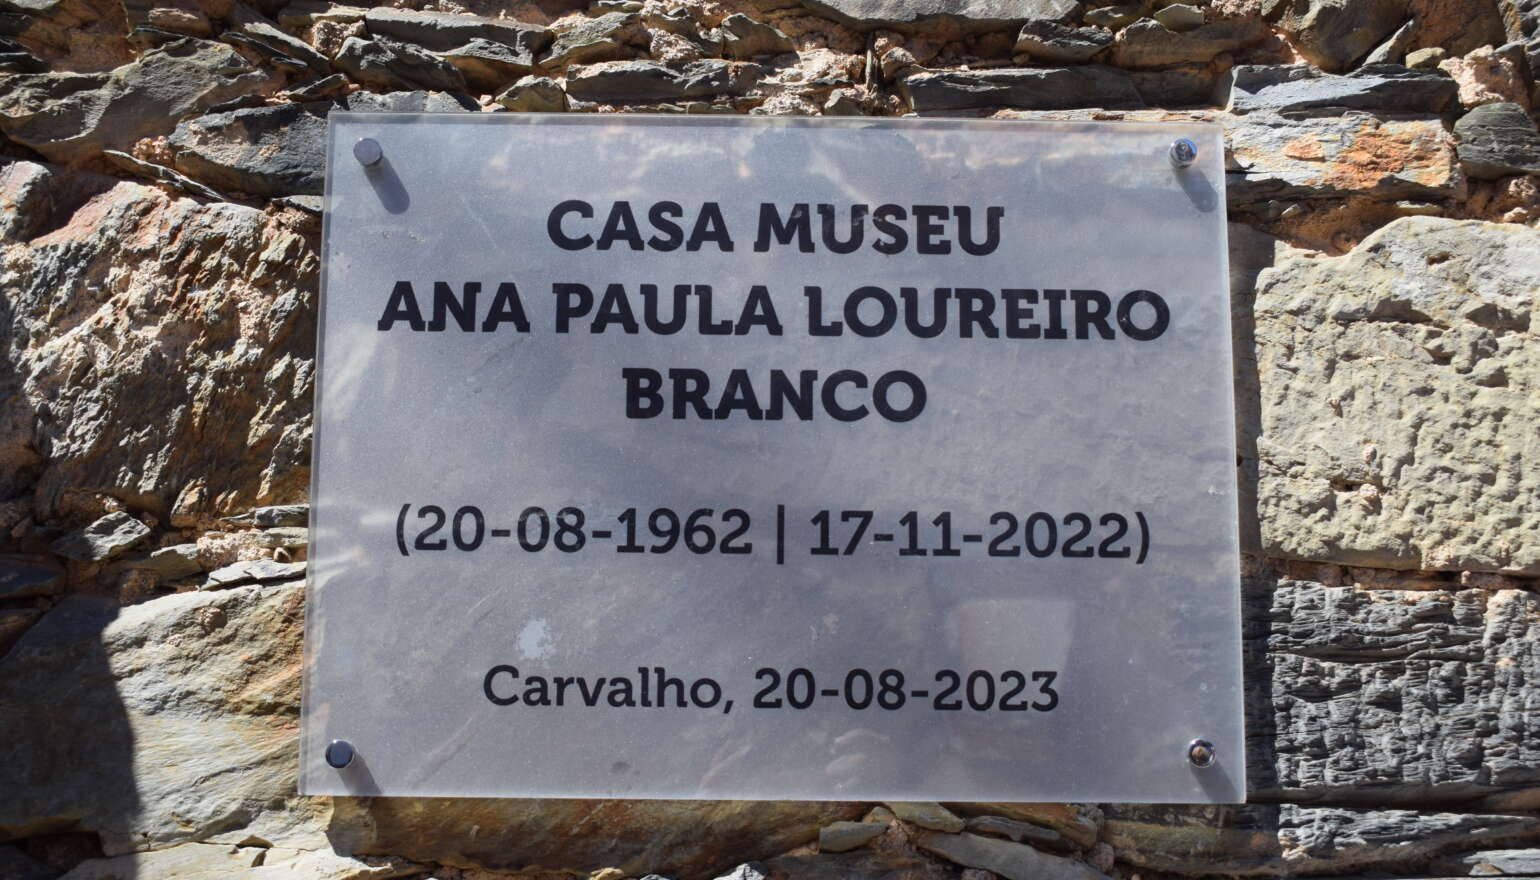 CASA MUSEU
ANA PAULA LOUREIRO
BRANCO
(20-08-1962 | 17-11-2022)
Carvalho, 20-08-2023